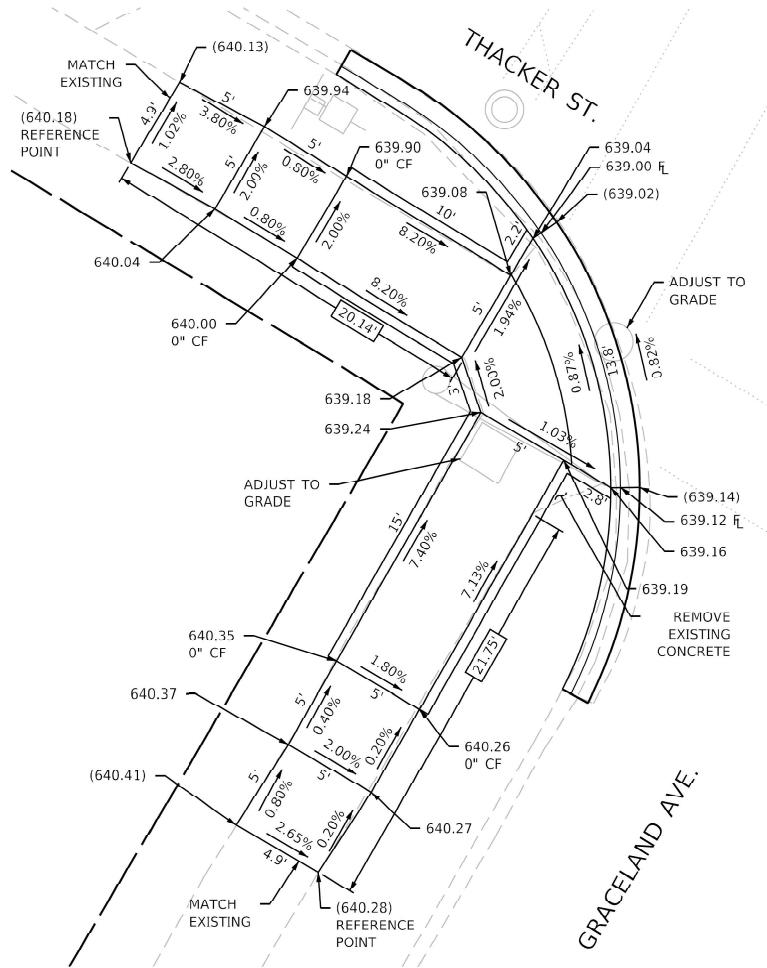 THACKER ST.
(640.13)
MATCH
EXISTING
639.94
(640.18)
REFERENCE
POINT
4.9'
1.02%
5'
3.80%
2.80%
5'
2.00%
5'
0.80%
0.80%
639.90
0" CF
2.00%
639.08
10'
8.20%
8.20%
639.04
639.00 FL
(639.02)
2.2'
640.04
640.00
0" CF
20.14'
5'
1.94%
ADJUST TO
GRADE
0.87%
13.8'
0.82%
639.18
3'
2.03%
639.24
1.03%
5'
ADJUST TO
GRADE
2.8'
(639.14)
639.12 FL
639.16
639.19
REMOVE
EXISTING
CONCRETE
15'
7.40%
7.13%
21.75'
640.35
0" CF
1.80%
5'
5'
0.40%
640.37
2.00%
5'
0.20%
640.26
0" CF
(640.41)
5'
0.80%
2.65%
0.20%
4.9'
640.27
MATCH
EXISTING
(640.28)
REFERENCE
POINT
GRACELAND AVE.